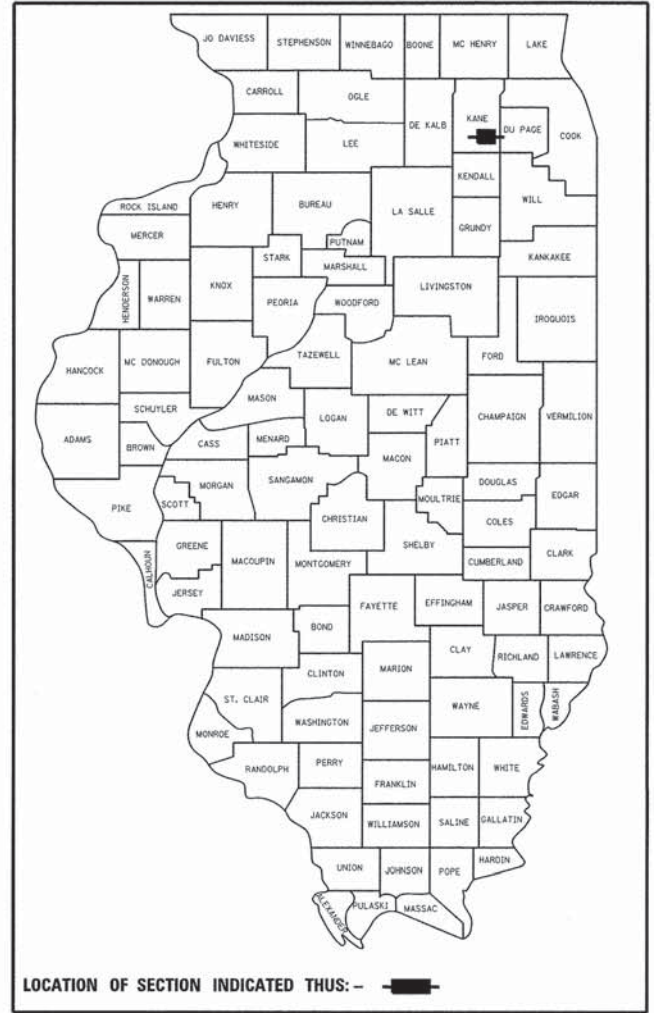 JO DAVIESS
STEPHENSON
WINNEBAGO
BOONE
MC HENRY
LAKE
CARROLL
OGLE
DE KALB
KANE
DU PAGE
COOK
WHITESIDE
LEE
KENDALL
ROCK ISLAND
HENRY
BUREAU
LA SALLE
WILL
GRUNDY
MERCER
PUTNAM
STARK
MARSHALL
KANKAKEE
HENDERSON
WARREN
KNOX
PEORIA
WOODFORD
LIVINGSTON
IROQUOIS
HANCOCK
MC DONOUGH
FULTON
TAZEWELL
MC LEAN
FORD
MASON
SCHUYLER
LOGAN
DE WITT
CHAMPAIGN
VERMILION
ADAMS
BROWN
CASS
MENARD
MACON
PIATT
MORGAN
SANGAMON
DOUGLAS
EDGAR
PIKE
SCOTT
CHRISTIAN
MOULTRIE
COLES
GREENE
MACOUPIN
MONTGOMERY
SHELBY
CUMBERLAND
CLARK
CALHOUN
JERSEY
FAYETTE
EFFINGHAM
JASPER
CRAWFORD
MADISON
BOND
CLAY
RICHLAND
LAWRENCE
MARION
CLINTON
ST. CLAIR
WAYNE
EDWARDS
WABASH
WASHINGTON
JEFFERSON
MONROE
RANDOLPH
PERRY
HAMILTON
WHITE
FRANKLIN
JACKSON
WILLIAMSON
SALINE
GALLATIN
UNION
JOHNSON
POPE
HARDIN
ALEXANDER
PULASKI
MASSAC
LOCATION OF SECTION INDICATED THUS: -